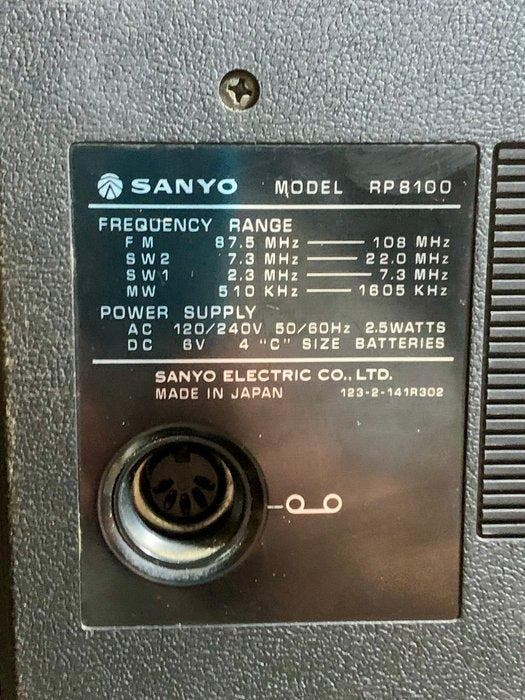 SANYO MODEL RP8100
FREQUENCY RANGE
FM 87.5 MHz — 108 MHz
SW2 7.3 MHz — 22.0 MHz
SW1 2.3 MHz — 7.3 MHz
MW 510 KHz — 1605 KHz
POWER SUPPLY
AC 120/240V 50/60Hz 2.5WATTS
DC 6V 4 "C" SIZE BATTERIES
SANYO ELECTRIC CO., LTD.
MADE IN JAPAN 123-2-141R302